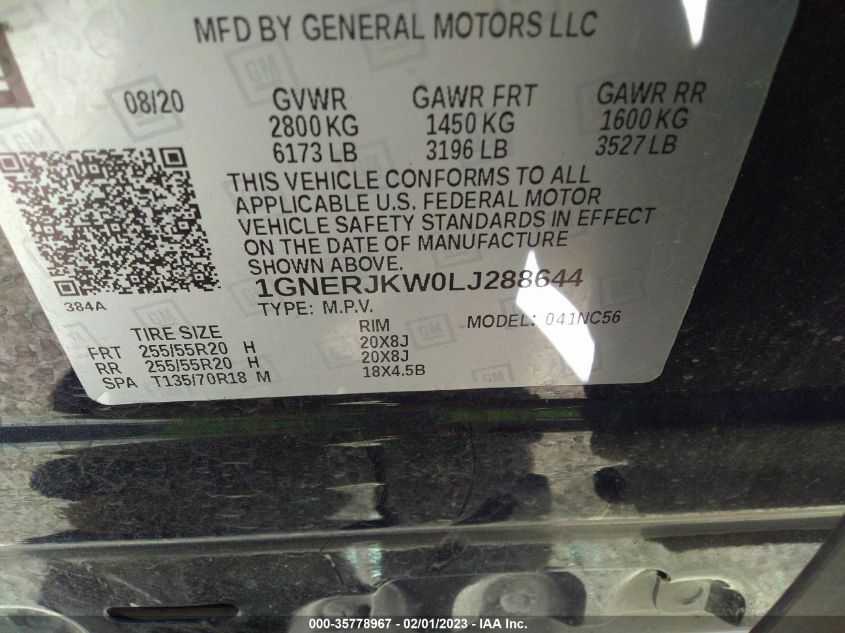 MFD BY GENERAL MOTORS LLC
08/20 GVWR GAWR FRT GAWR RR
2800 KG 1450 KG 1600 KG
6173 LB 3196 LB 3527 LB
THIS VEHICLE CONFORMS TO ALL
APPLICABLE U.S. FEDERAL MOTOR
VEHICLE SAFETY STANDARDS IN EFFECT
ON THE DATE OF MANUFACTURE
SHOWN ABOVE.
384A
1GNERJKW0LJ288644
TYPE: M.P.V. MODEL: 041NC56
TIRE SIZE RIM
FRT 255/55R20 H 20X8J
RR 255/55R20 H 20X8J
SPA T135/70R18 M 18X4.5B
000-35778967 - 02/01/2023 - IAA Inc.